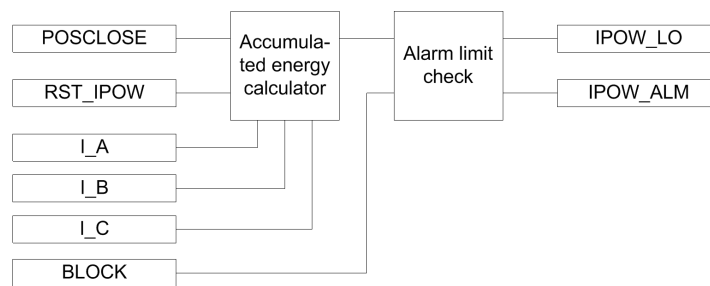 POSCLOSE
RST_IPOW
I_A
I_B
I_C
BLOCK
Accumula-
ted energy
calculator
Alarm limit
check
IPOW_LO
IPOW_ALM